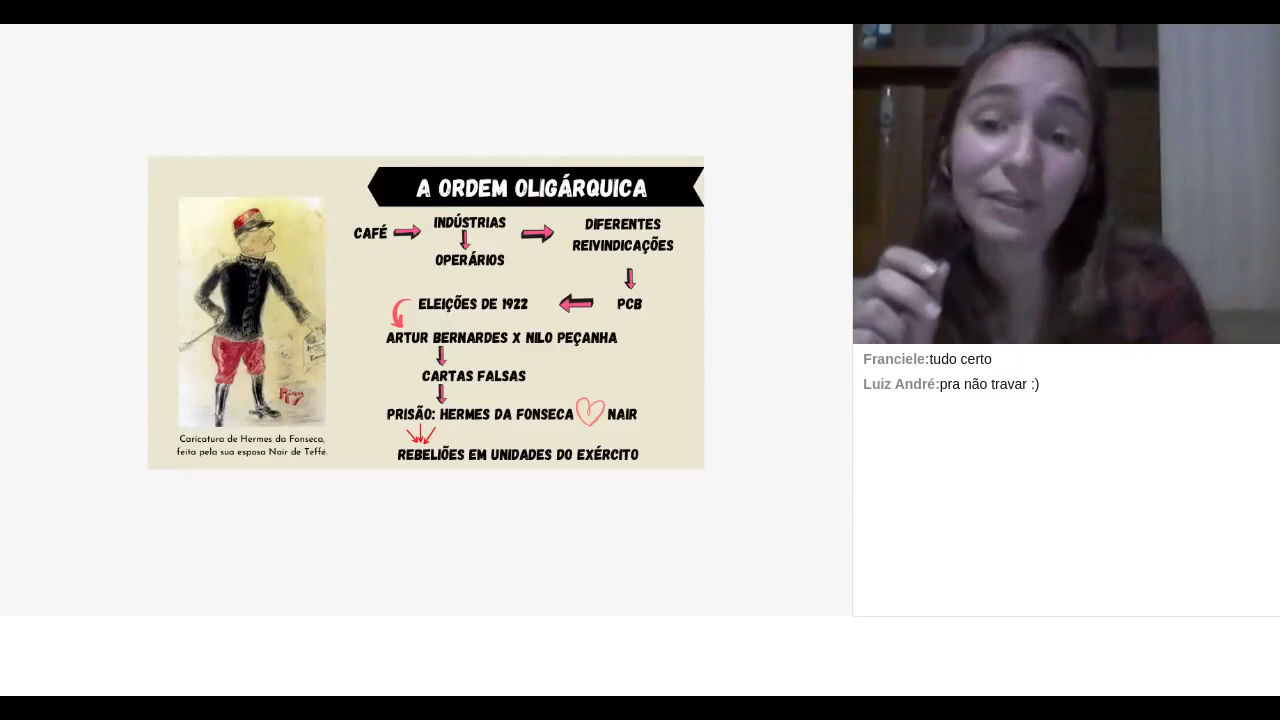 A ORDEM OLIGÁRQUICA
CAFÉ
INDÚSTRIAS
OPERÁRIOS
DIFERENTES
REIVINDICAÇÕES
PCB
ELEIÇÕES DE 1922
ARTUR BERNARDES X NILO PEÇANHA
CARTAS FALSAS
PRISÃO: HERMES DA FONSECA NAIR
REBELIÕES EM UNIDADES DO EXÉRCITO
Caricatura de Hermes da Fonseca,
feita pela sua esposa Nair de Teffé.
Franciele:tudo certo
Luiz André:pra não travar :)